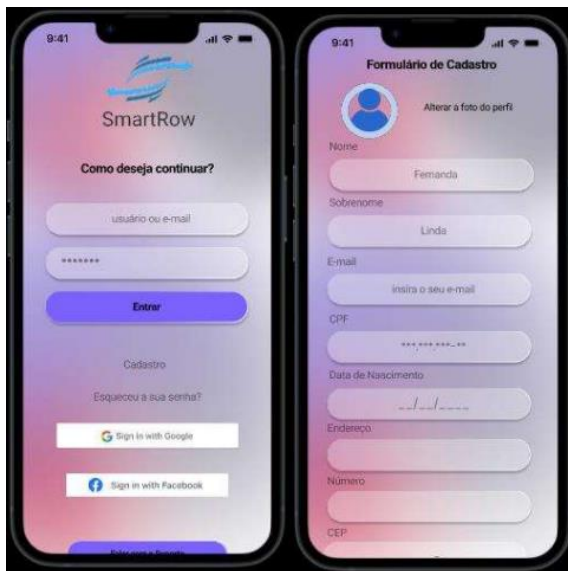 9:41
SmartRow
Como deseja continuar?
usuário ou e-mail
*******
Entrar
Cadastro
Esqueceu a sua senha?
Sign in with Google
Sign in with Facebook
9:41
Formulário de Cadastro
Alterar a foto do perfil
Nome
Fernanda
Sobrenome
Linda
E-mail
insira o seu e-mail
CPF
***.***.***-**
Data de Nascimento
__/__/____
Endereço
Número
CEP